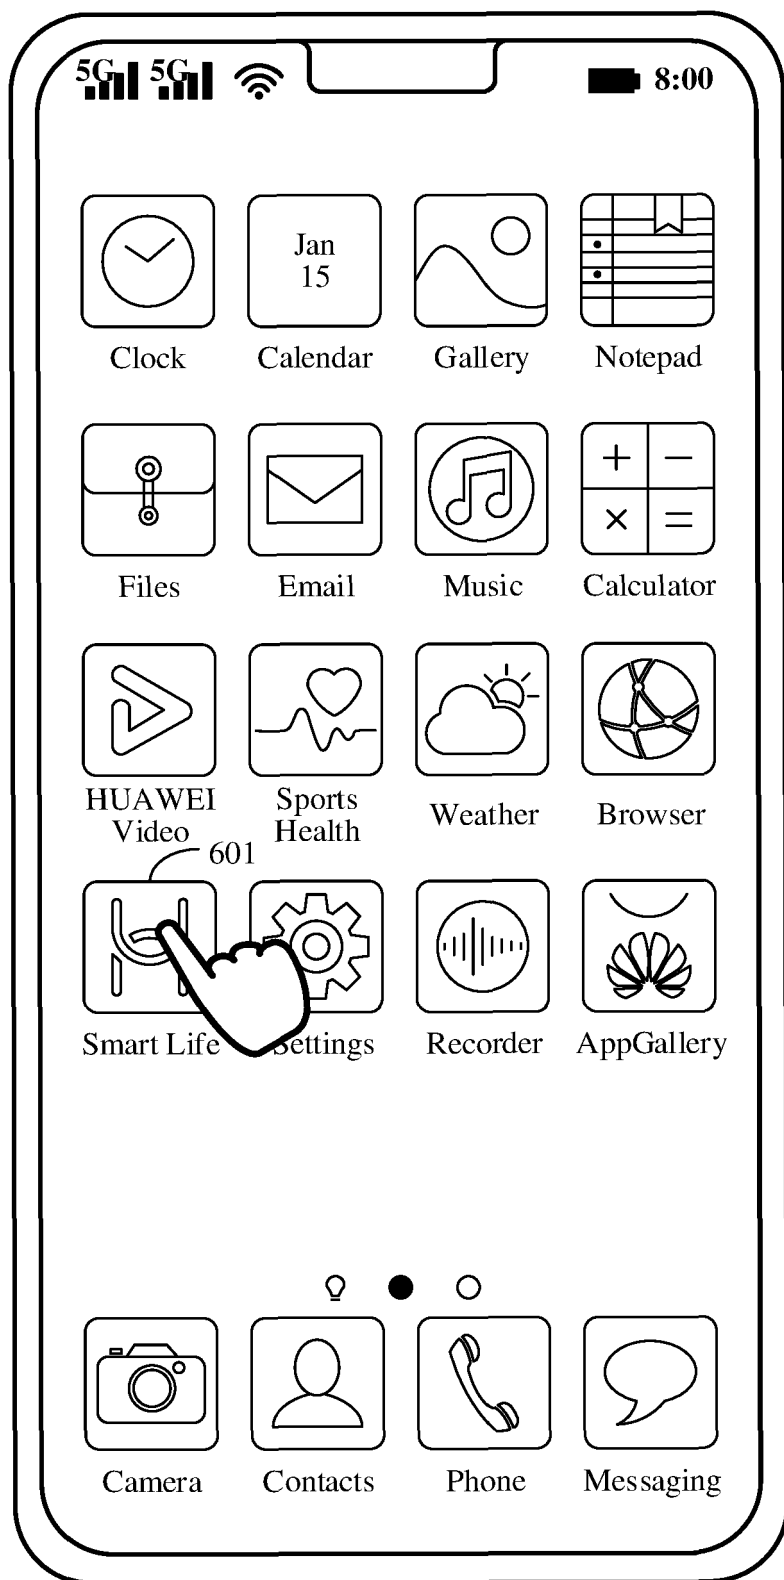 5G 5G 8:00
Jan
15
Clock Calendar Gallery Notepad
Files Email Music Calculator
HUAWEI
Video
Sports
Health
Weather Browser
601
Smart Life Settings Recorder AppGallery
Camera Contacts Phone Messaging